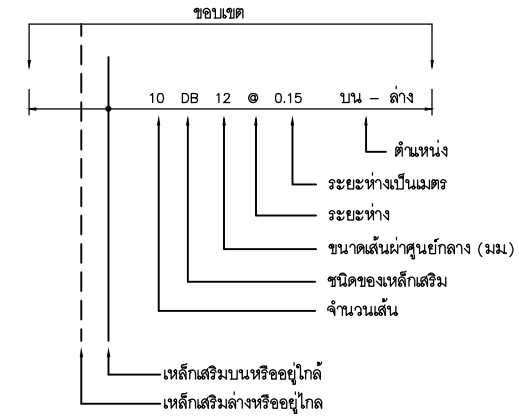 ขอบเขต
10 DB 12 @ 0.15 บน - ล่าง
ตำแหน่ง
ระยะห่างเป็นเมตร
ระยะห่าง
ขนาดเส้นผ่าศูนย์กลาง (มม.)
ชนิดของเหล็กเสริม
จำนวนเส้น
เหล็กเสริมบนหรืออยู่ใกล้
เหล็กเสริมล่างหรืออยู่ไกล